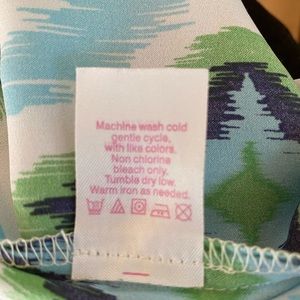 Machine wash cold
gentle cycle,
with like colors.
Non chlorine
bleach only.
Tumble dry low.
Warm iron as needed.